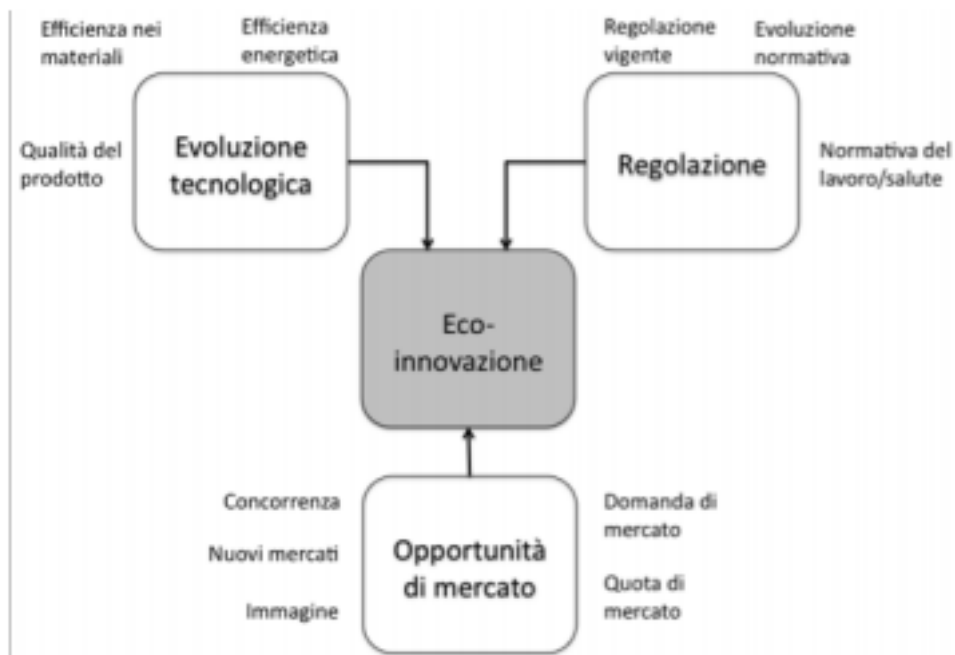 Efficienza nei
materiali
Efficienza
energetica
Regolazione
vigente
Evoluzione
normativa
Qualità del
prodotto
Evoluzione
tecnologica
Regolazione
Normativa del
lavoro/salute
Eco-
innovazione
Concorrenza
Nuovi mercati
Immagine
Opportunità
di mercato
Domanda di
mercato
Quota di
mercato